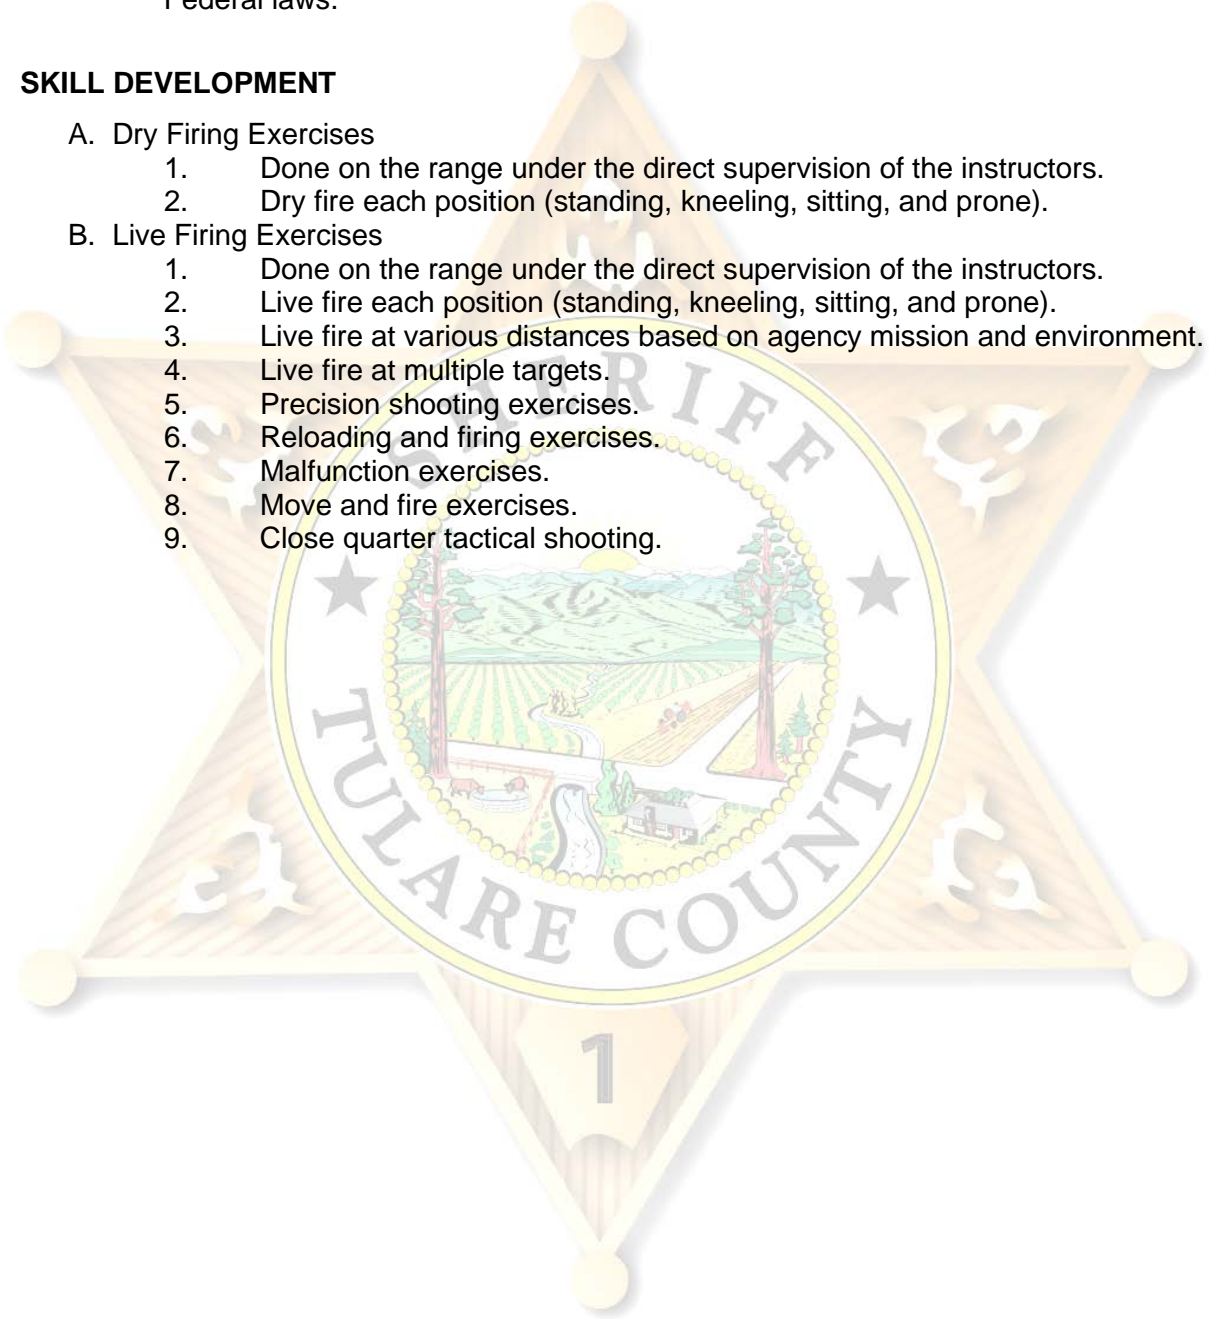 Federal laws.
SKILL DEVELOPMENT
A. Dry Firing Exercises
1. Done on the range under the direct supervision of the instructors.
2. Dry fire each position (standing, kneeling, sitting, and prone).
B. Live Firing Exercises
1. Done on the range under the direct supervision of the instructors.
2. Live fire each position (standing, kneeling, sitting, and prone).
3. Live fire at various distances based on agency mission and environment.
4. Live fire at multiple targets.
5. Precision shooting exercises.
6. Reloading and firing exercises.
7. Malfunction exercises.
8. Move and fire exercises.
9. Close quarter tactical shooting.
SHERIFF
TULARE COUNTY
1